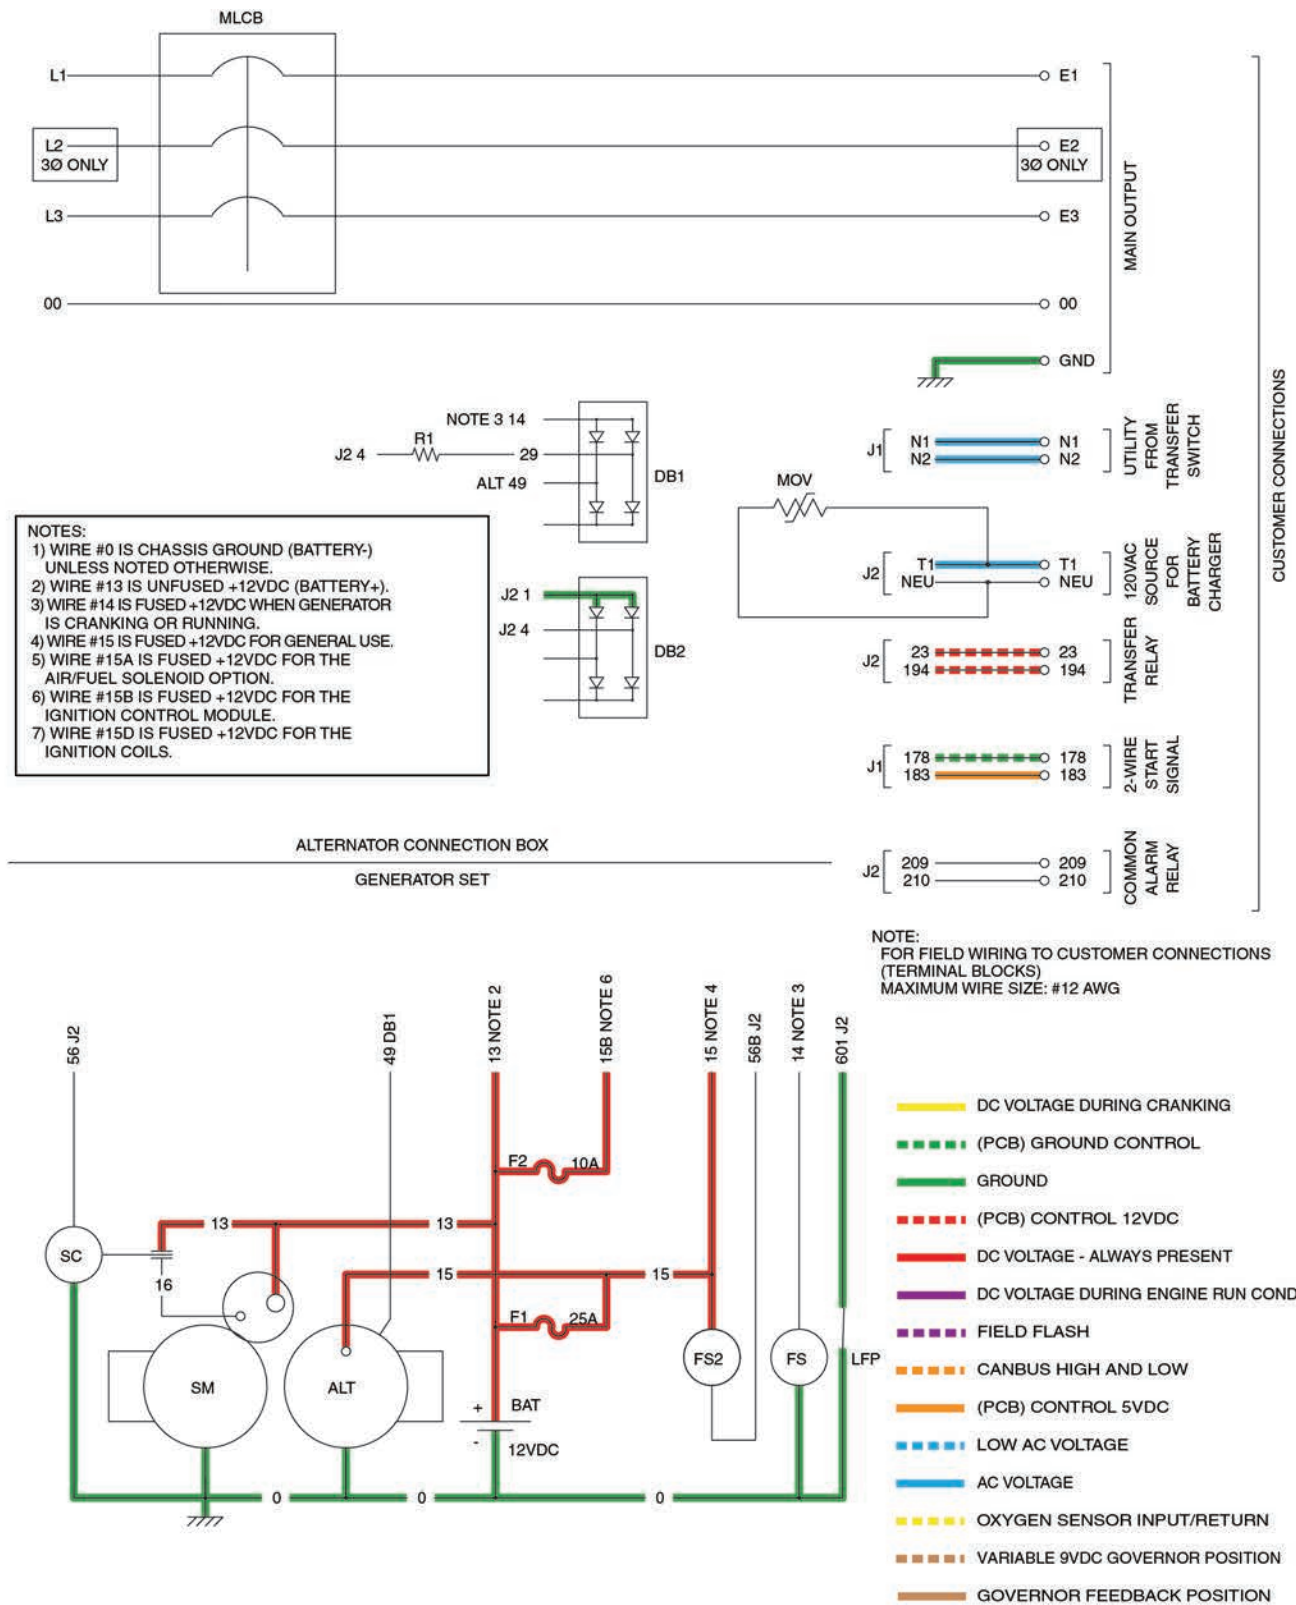 MLCB
L1
E1
L2
3Ø ONLY
E2
3Ø ONLY
L3
E3
00
00
GND
MAIN OUTPUT
CUSTOMER CONNECTIONS
NOTE 3 14
J2 4
R1
29
ALT 49
DB1
J1
N1
N2
N1
N2
UTILITY
FROM
TRANSFER
SWITCH
MOV
J2
T1
NEU
T1
NEU
120VAC
SOURCE
FOR
BATTERY
CHARGER
NOTES:
1) WIRE #0 IS CHASSIS GROUND (BATTERY-)
UNLESS NOTED OTHERWISE.
2) WIRE #13 IS UNFUSED +12VDC (BATTERY+).
3) WIRE #14 IS FUSED +12VDC WHEN GENERATOR
IS CRANKING OR RUNNING.
4) WIRE #15 IS FUSED +12VDC FOR GENERAL USE.
5) WIRE #15A IS FUSED +12VDC FOR THE
AIR/FUEL SOLENOID OPTION.
6) WIRE #15B IS FUSED +12VDC FOR THE
IGNITION CONTROL MODULE.
7) WIRE #15D IS FUSED +12VDC FOR THE
IGNITION COILS.
J2 1
J2 4
DB2
J2
23
194
23
194
TRANSFER
RELAY
J1
178
183
178
183
2-WIRE
START
SIGNAL
J2
209
210
209
210
COMMON
ALARM
RELAY
ALTERNATOR CONNECTION BOX
GENERATOR SET
NOTE:
FOR FIELD WIRING TO CUSTOMER CONNECTIONS
(TERMINAL BLOCKS)
MAXIMUM WIRE SIZE: #12 AWG
56 J2
49 DB1
13 NOTE 2
15B NOTE 6
15 NOTE 4
56B J2
14 NOTE 3
601 J2
F2
10A
13
13
SC
16
15
15
F1
25A
SM
ALT
+
BAT
-
12VDC
FS2
FS
LFP
0
0
0
DC VOLTAGE DURING CRANKING
(PCB) GROUND CONTROL
GROUND
(PCB) CONTROL 12VDC
DC VOLTAGE - ALWAYS PRESENT
DC VOLTAGE DURING ENGINE RUN COND
FIELD FLASH
CANBUS HIGH AND LOW
(PCB) CONTROL 5VDC
LOW AC VOLTAGE
AC VOLTAGE
OXYGEN SENSOR INPUT/RETURN
VARIABLE 9VDC GOVERNOR POSITION
GOVERNOR FEEDBACK POSITION